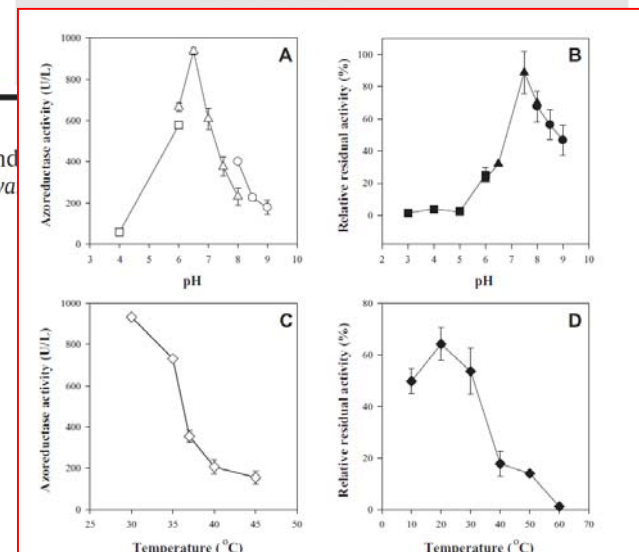 nd
va
A
1000
800
600
400
200
0
Azoreductase activity (U/L)
3 4 5 6 7 8 9 10
pH
B
100
80
60
40
20
0
Relative residual activity (%)
2 3 4 5 6 7 8 9 10
pH
C
1000
800
600
400
200
0
Azoreductase activity (U/L)
25 30 35 40 45 50
Temperature (°C)
D
80
60
40
20
0
Relative residual activity (%)
0 10 20 30 40 50 60 70
Temperature (°C)